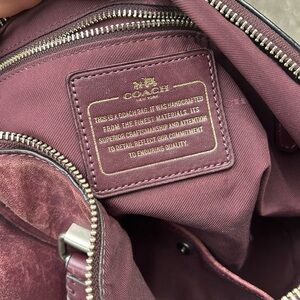 COACH
NEW YORK
THIS IS A COACH BAG. IT WAS HANDCRAFTED
FROM THE FINEST MATERIALS. ITS
SUPERIOR CRAFTSMANSHIP AND ATTENTION
TO DETAIL REFLECT OUR COMMITMENT
TO ENDURING QUALITY.